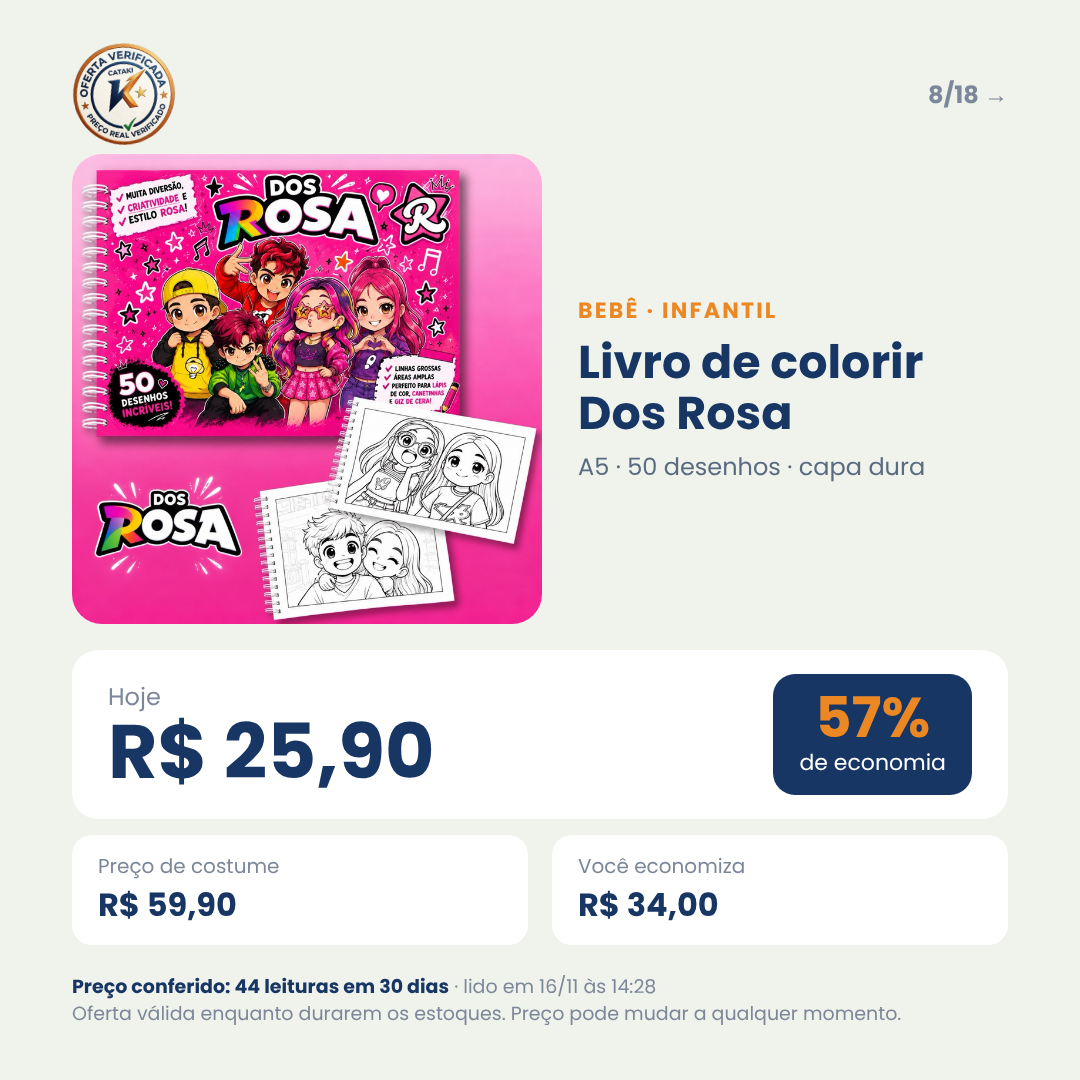 OFERTA VERIFICADA
CATAKI
K
PREÇO REAL VERIFICADO
8/18 →
MUITA DIVERSÃO,
CRIATIVIDADE E
ESTILO ROSA!
DOS
ROSA
R
50
DESENHOS
INCRÍVEIS!
LINHAS GROSSAS
ÁREAS AMPLAS
PERFEITO PARA LÁPIS
DE COR, CANETINHAS
E GIZ DE CERA!
DOS
ROSA
BEBÊ · INFANTIL
Livro de colorir
Dos Rosa
A5 · 50 desenhos · capa dura
Hoje
R$ 25,90
57%
de economia
Preço de costume
R$ 59,90
Você economiza
R$ 34,00
Preço conferido: 44 leituras em 30 dias · lido em 16/11 às 14:28
Oferta válida enquanto durarem os estoques. Preço pode mudar a qualquer momento.